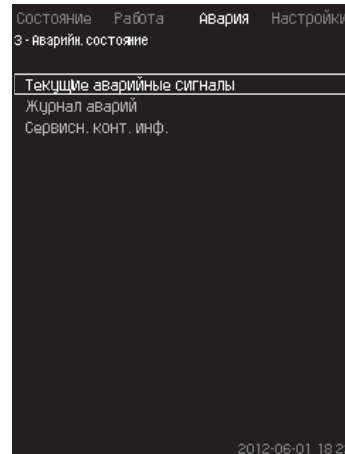 Состояние Работа Авария Настройки
3 - Аварийн. состояние
Текущие аварийные сигналы
Журнал аварий
Сервисн. конт. инф.
2012-06-01 18:2